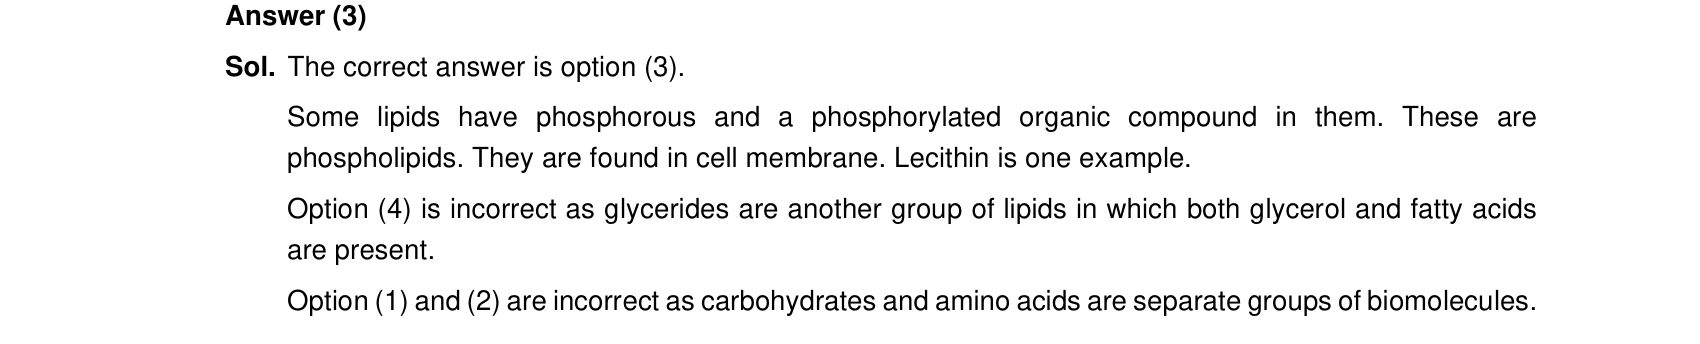 Answer (3)
Sol. The correct answer is option (3).
Some lipids have phosphorous and a phosphorylated organic compound in them. These are
phospholipids. They are found in cell membrane. Lecithin is one example.
Option (4) is incorrect as glycerides are another group of lipids in which both glycerol and fatty acids
are present.
Option (1) and (2) are incorrect as carbohydrates and amino acids are separate groups of biomolecules.